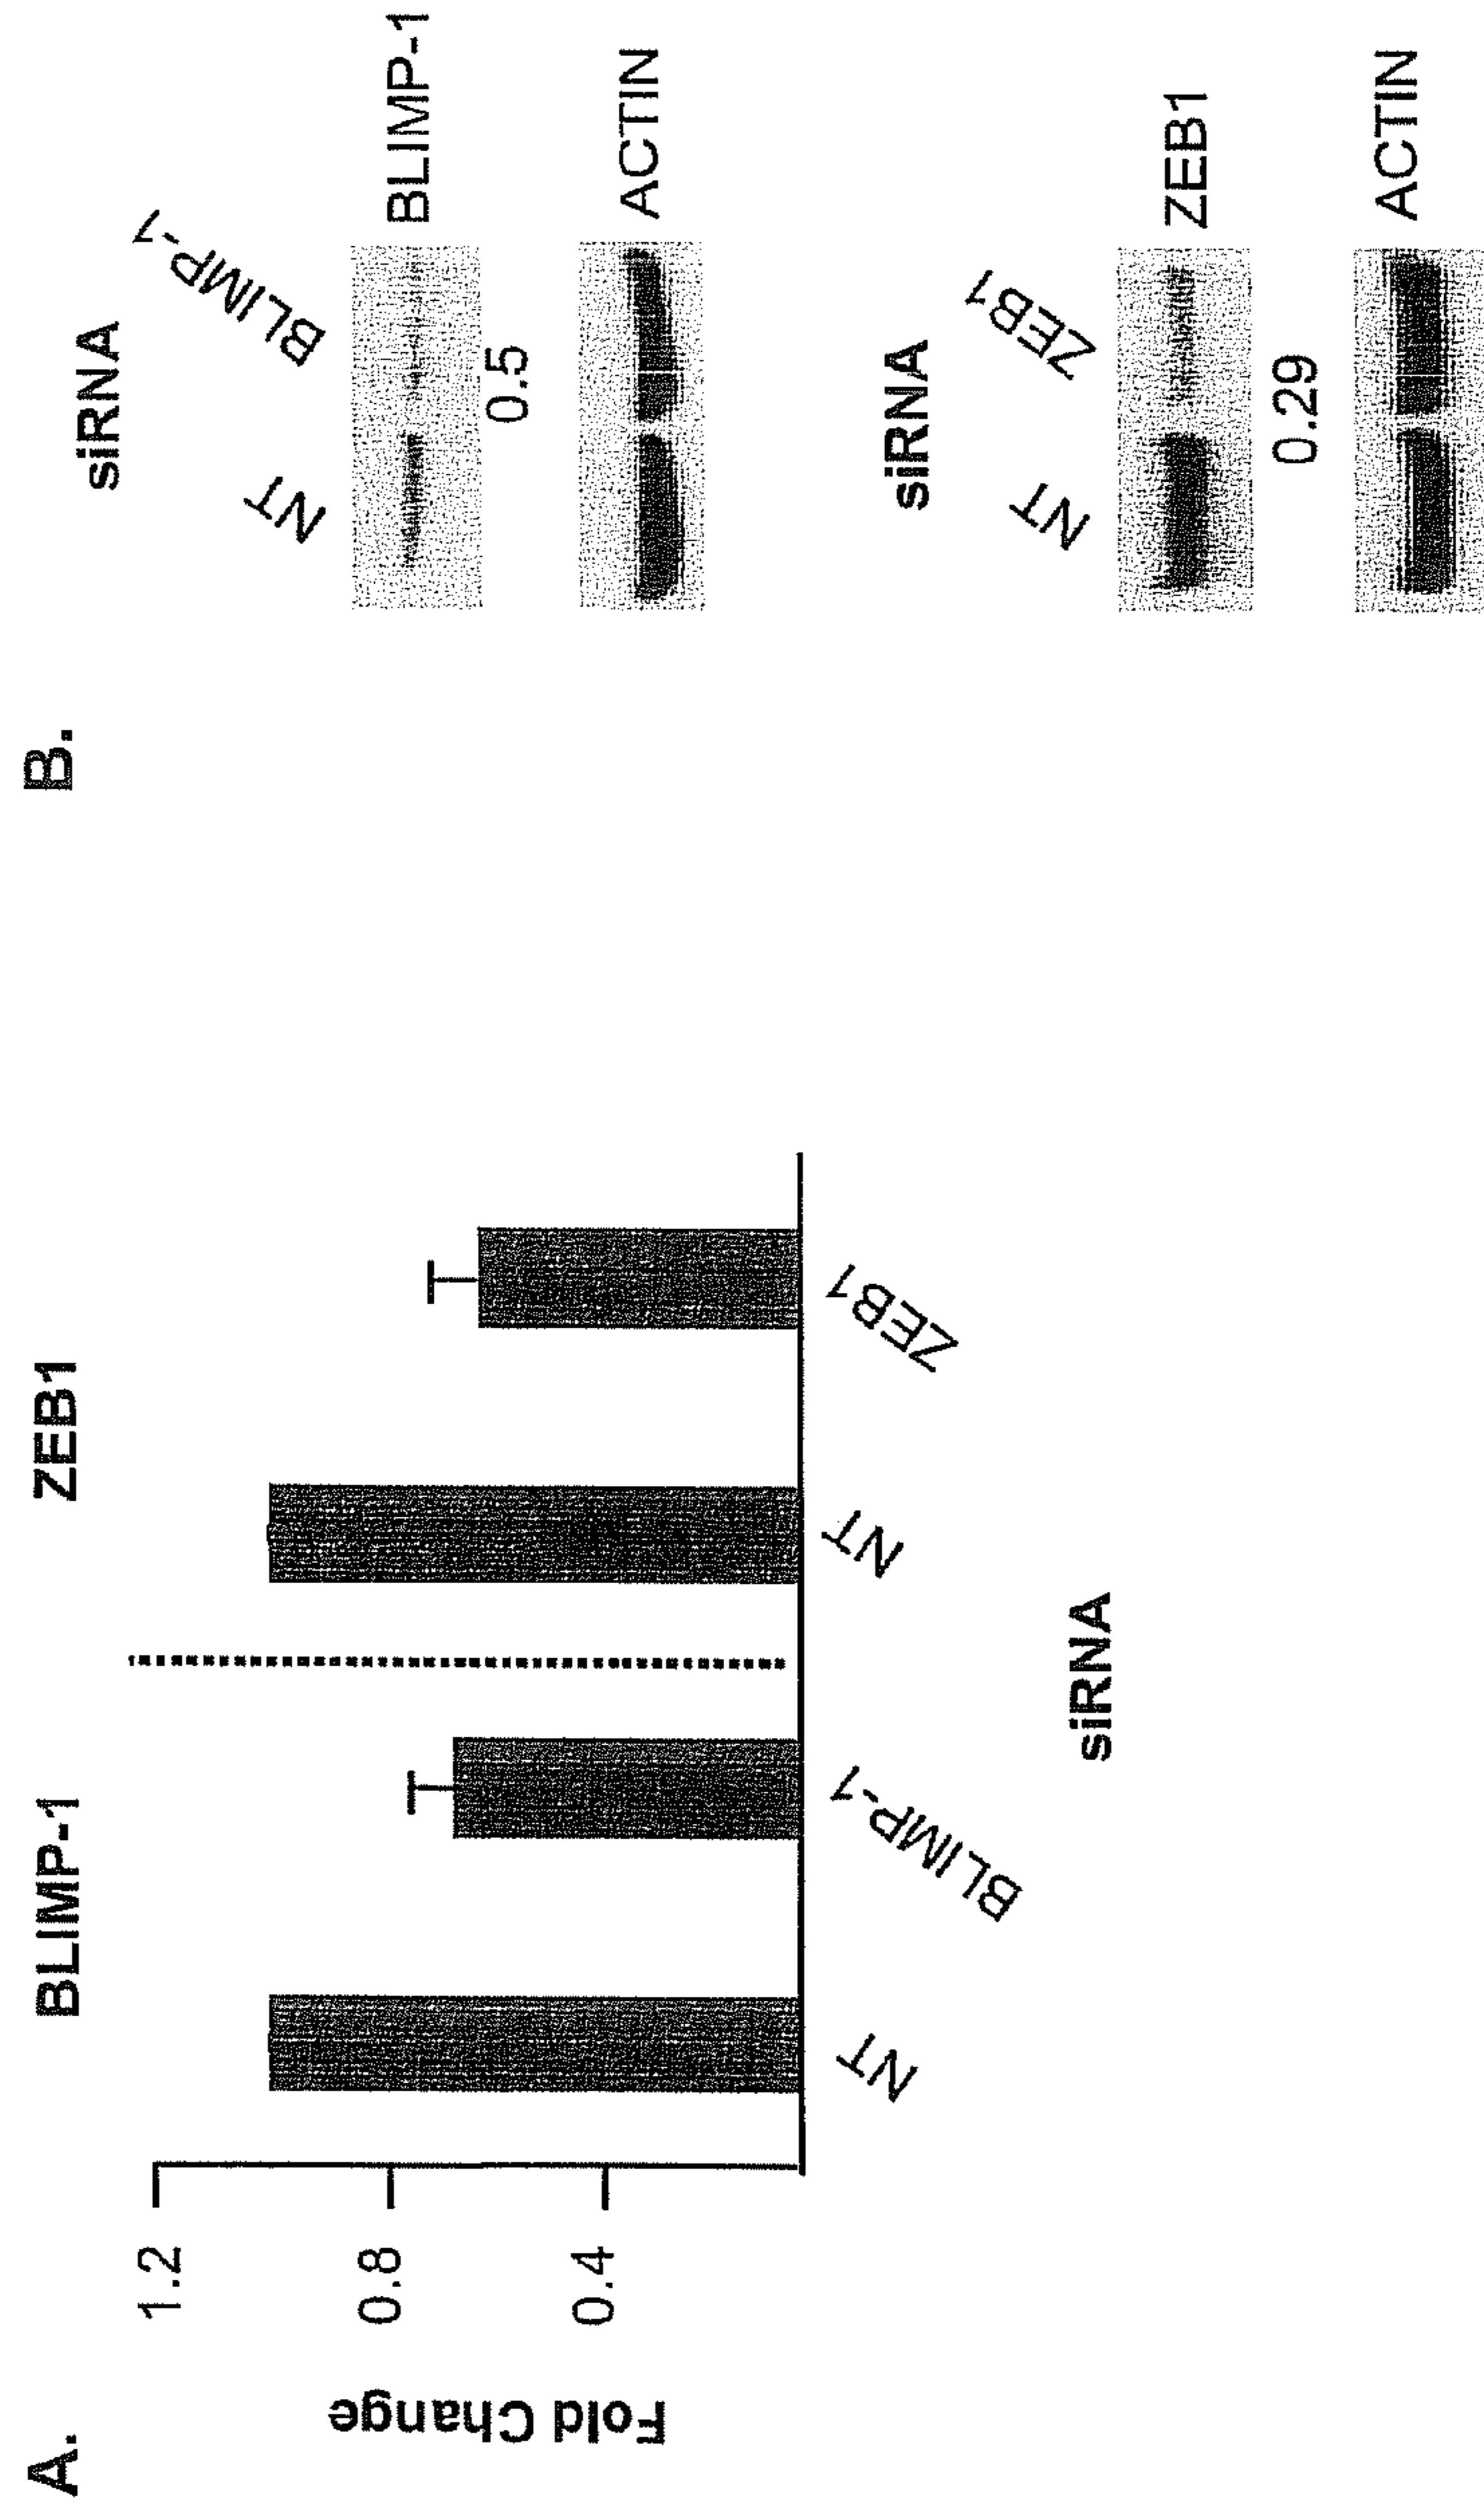 A.
BLIMP-1
ZEB1
Fold Change
1.2
0.8
0.4
NT
BLIMP-1
NT
ZEB1
siRNA
B.
siRNA
NT
BLIMP-1
BLIMP-1
0.5
ACTIN
siRNA
NT
ZEB1
ZEB1
0.29
ACTIN